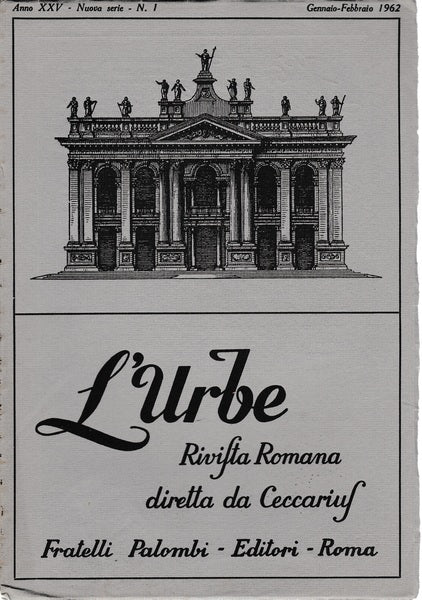 Anno XXV - Nuova serie - N. 1
Gennaio-Febbraio 1962
L'Urbe
Rivista Romana
diretta da Ceccarius
Fratelli Palombi - Editori - Roma